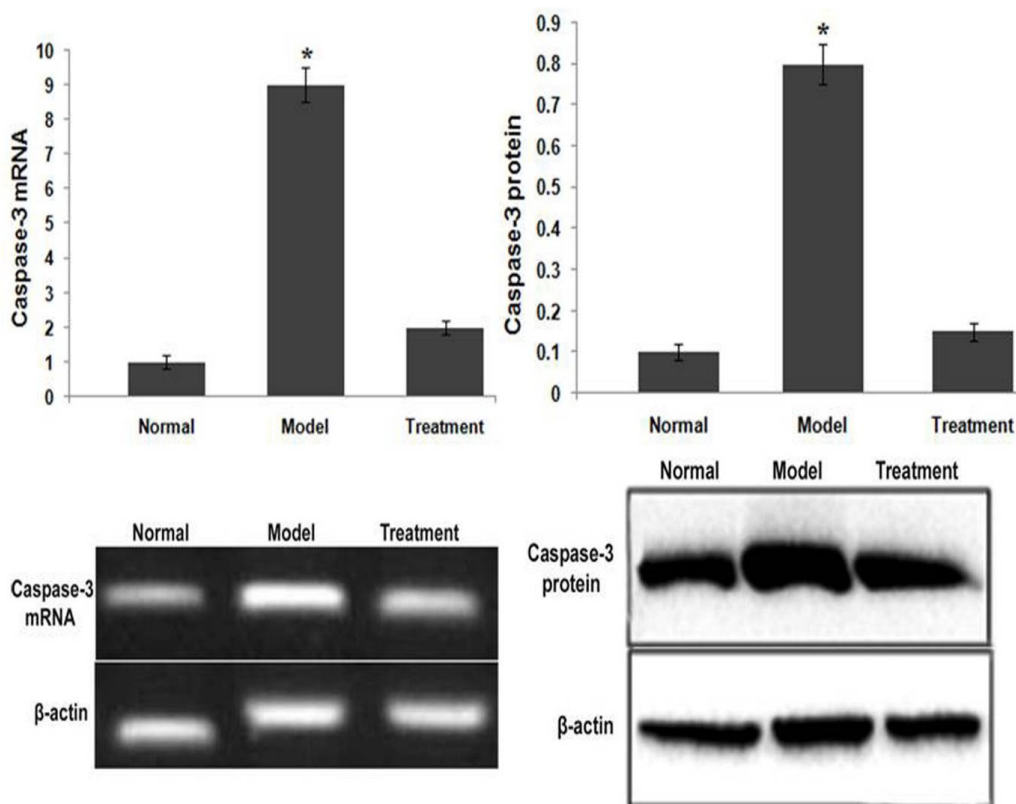 Caspase-3 mRNA
10
9
8
7
6
5
4
3
2
1
0
*
Normal Model Treatment
Caspase-3 protein
0.9
0.8
0.7
0.6
0.5
0.4
0.3
0.2
0.1
0
*
Normal Model Treatment
Normal Model Treatment
Caspase-3
mRNA
β-actin
Normal Model Treatment
Caspase-3
protein
β-actin